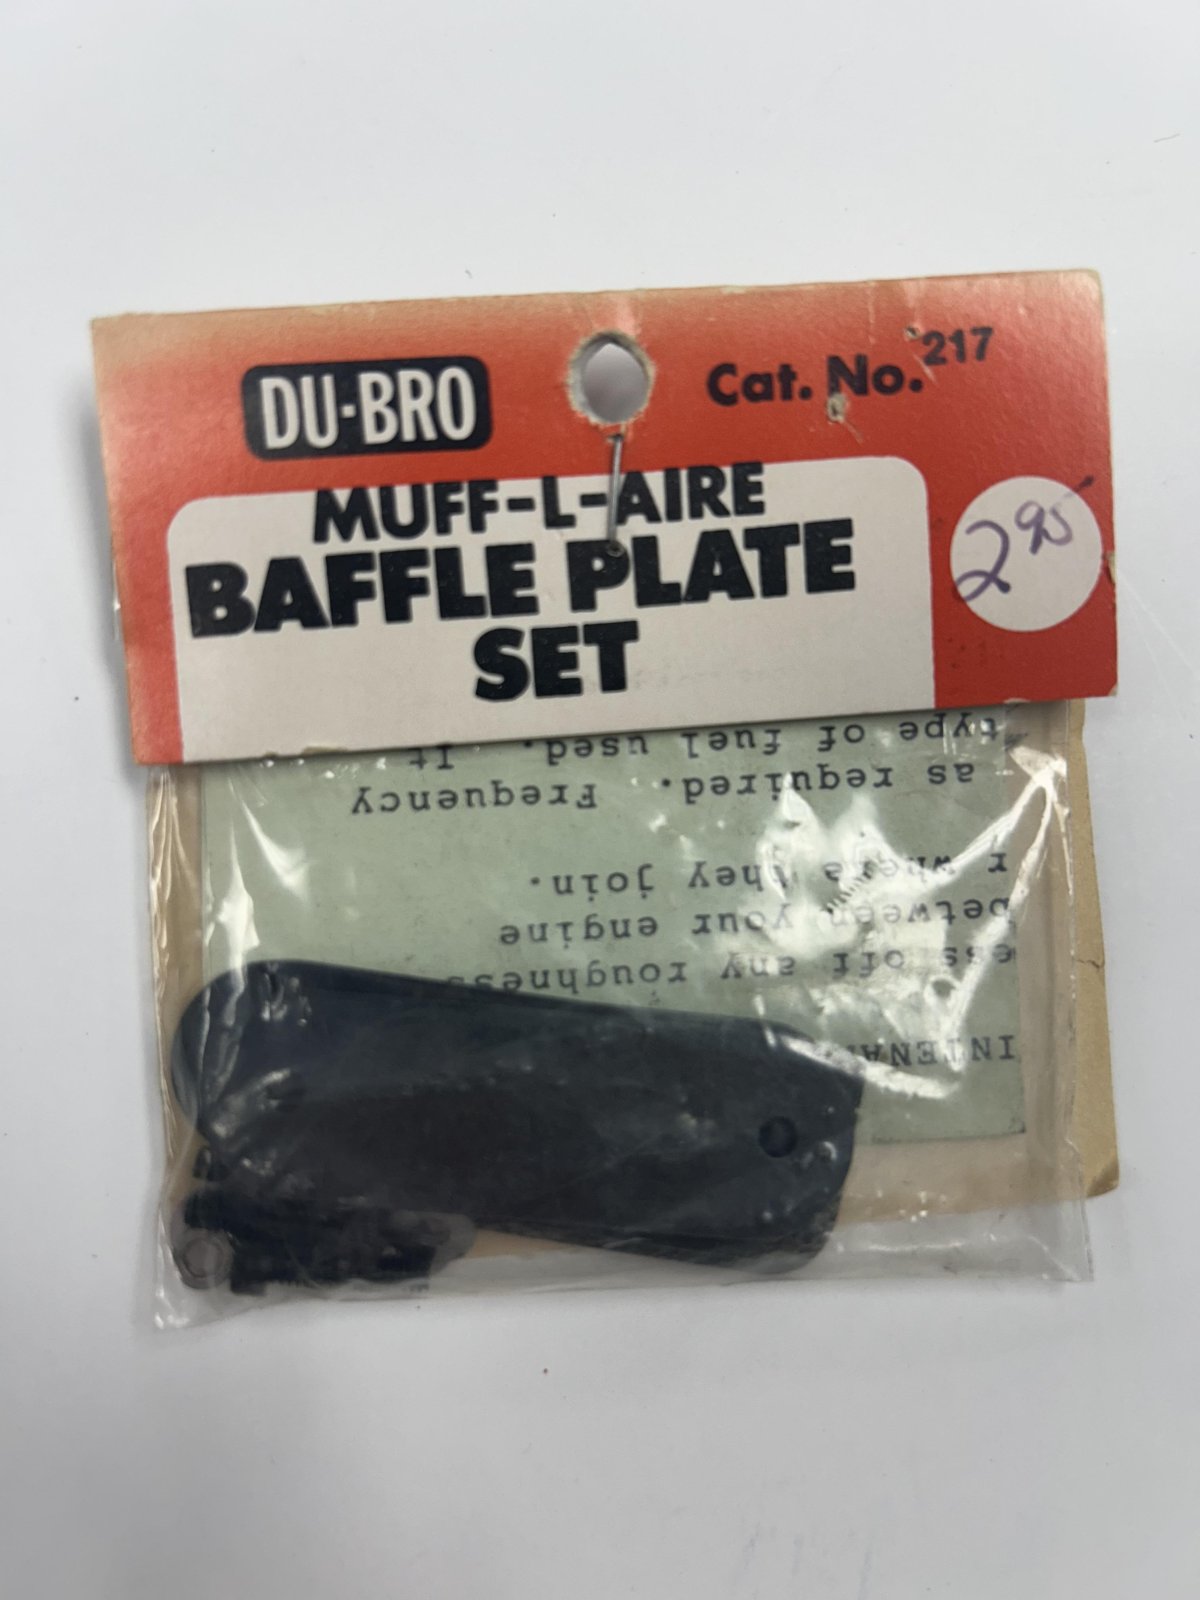 DU-BRO
Cat. No. 217
MUFF-L-AIRE
BAFFLE PLATE
SET
2 95
type of fuel used. It
as required. Frequency
r where they join.
between your engine
ess off any roughness